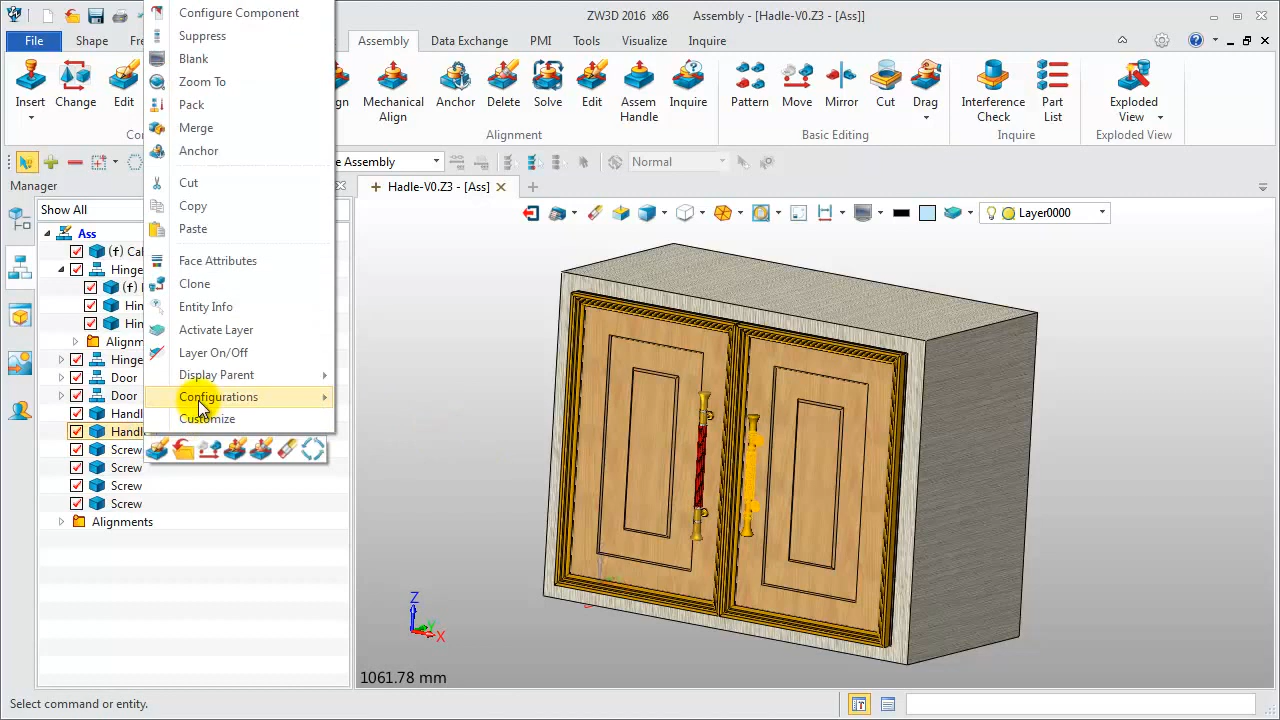 ZW3D 2016 x86 Assembly - [Hadle-V0.Z3 - [Ass]]
File
Shape
Assembly
Data Exchange
PMI
Tools
Visualize
Inquire
Insert
Change
Edit
Mechanical Align
Anchor
Delete
Solve
Edit
Assem Handle
Inquire
Pattern
Move
Mirror
Cut
Drag
Interference Check
Part List
Exploded View
Alignment
Basic Editing
Inquire
Exploded View
Assembly
Normal
Manager
Hadle-V0.Z3 - [Ass]
Show All
Layer0000
Ass
(f)
Hinge
(f)
Hin
Hin
Alignm
Hinge
Door
Door
Handl
Handl
Screw
Screw
Screw
Screw
Alignments
Configure Component
Suppress
Blank
Zoom To
Pack
Merge
Anchor
Cut
Copy
Paste
Face Attributes
Clone
Entity Info
Activate Layer
Layer On/Off
Display Parent
Configurations
Customize
Z
Y
X
1061.78 mm
Select command or entity.